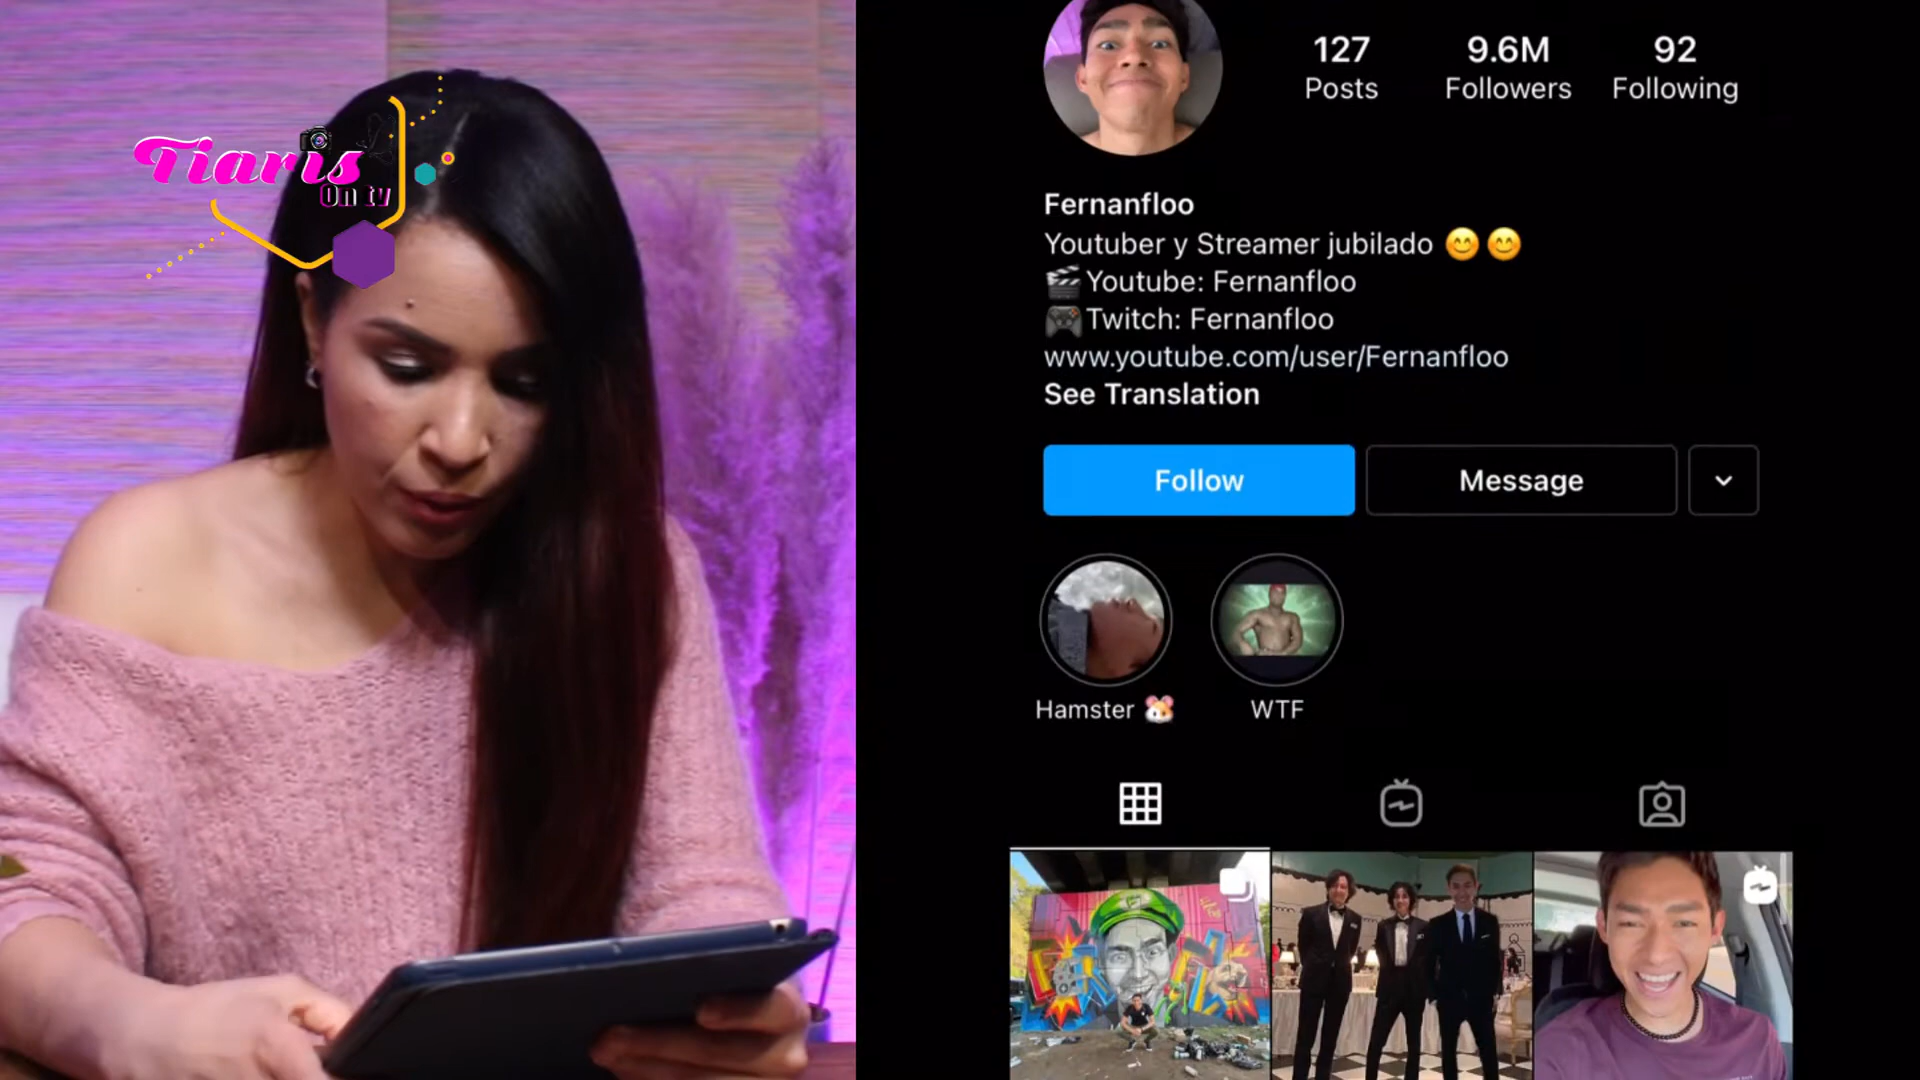 Tiaris
On tv
127
Posts
9.6M
Followers
92
Following
Fernanfloo
Youtuber y Streamer jubilado 😊😊
🎬Youtube: Fernanfloo
🎮Twitch: Fernanfloo
www.youtube.com/user/Fernanfloo
See Translation
Follow
Message
Hamster 🐹
WTF